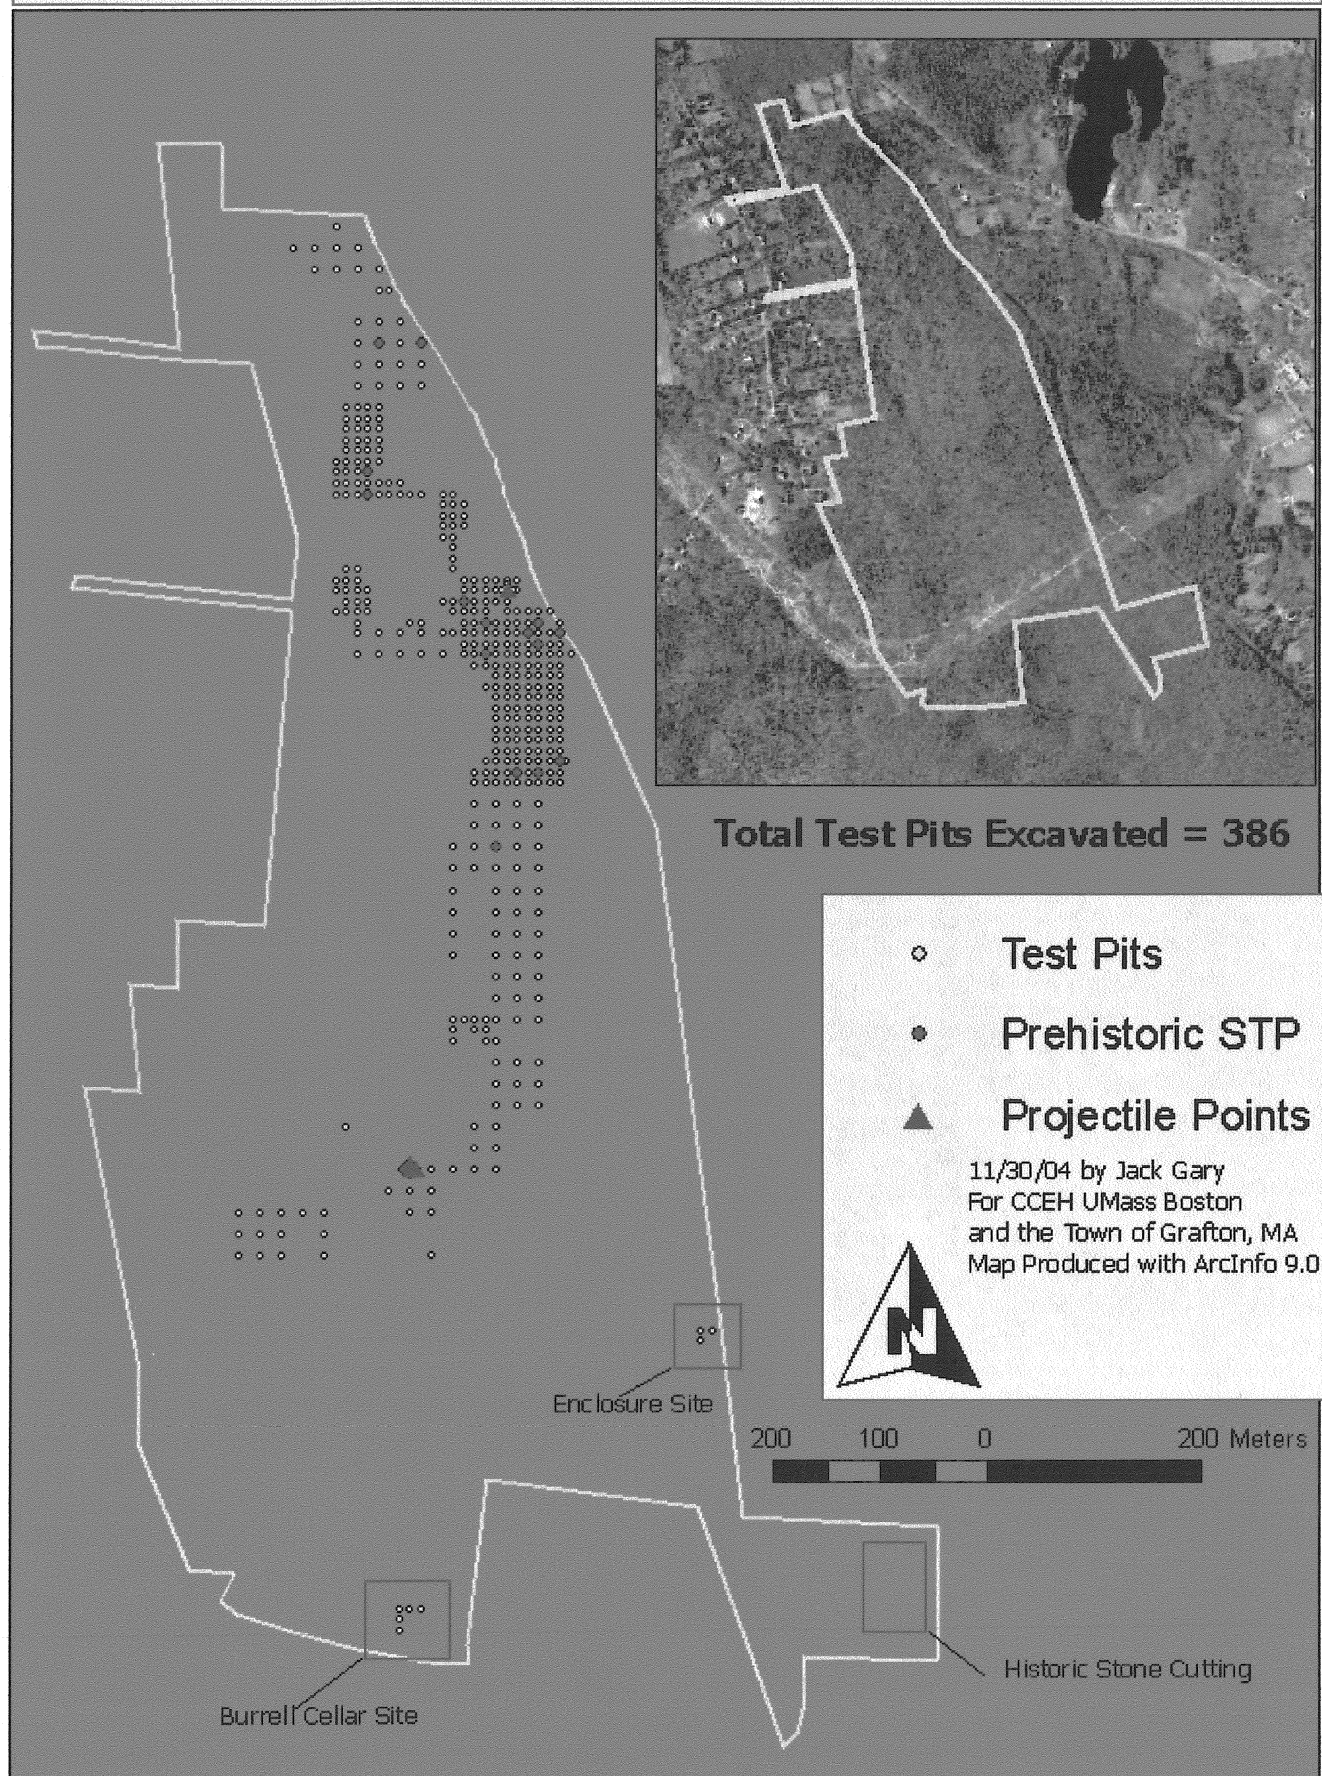 Total Test Pits Excavated = 386
Test Pits
Prehistoric STP
Projectile Points
11/30/04 by Jack Gary
For CCEH UMass Boston
and the Town of Grafton, MA
Map Produced with ArcInfo 9.0
N
Enclosure Site
200 100 0 200 Meters
Historic Stone Cutting
Burrell Cellar Site